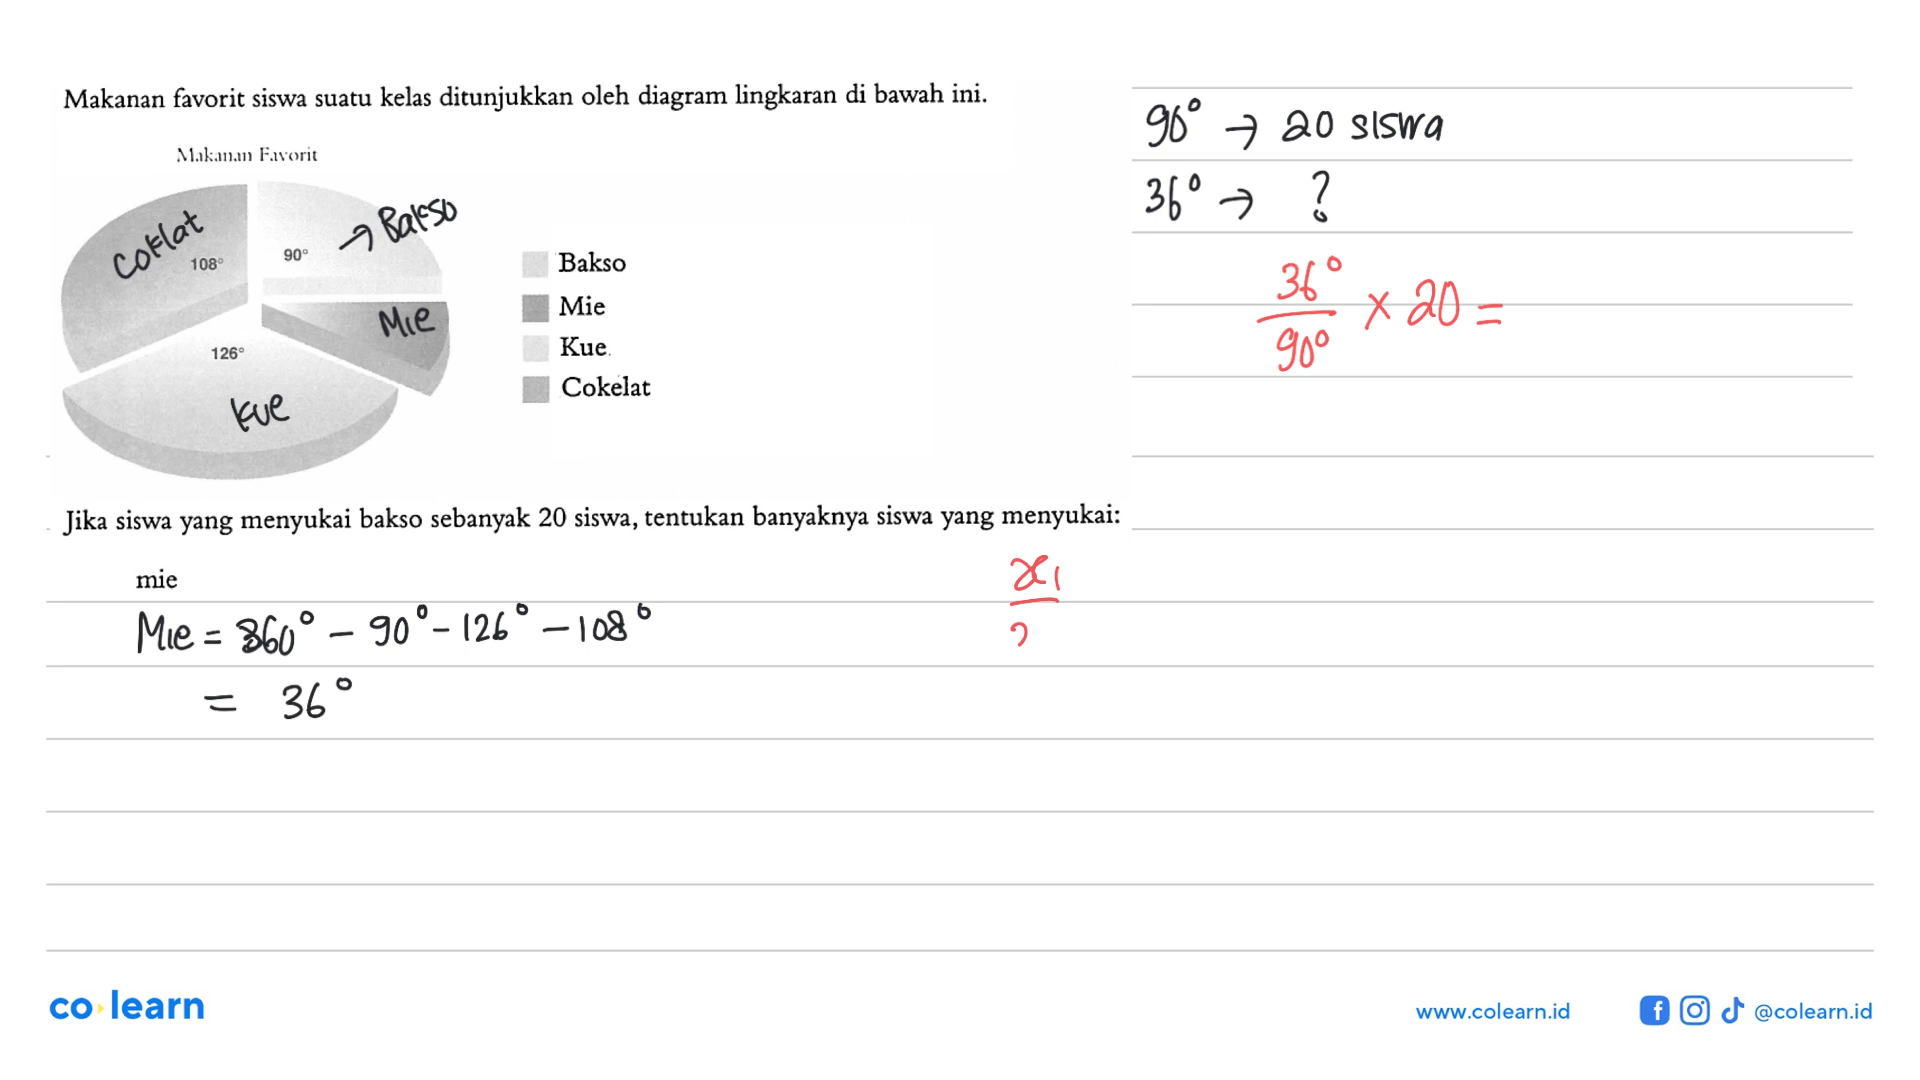 Makanan favorit siswa suatu kelas ditunjukkan oleh diagram lingkaran di bawah ini.
Makanan Favorit
Coklat
108°
90°
→ Bakso
Mie
126°
Kue
Bakso
Mie
Kue
Cokelat
Jika siswa yang menyukai bakso sebanyak 20 siswa, tentukan banyaknya siswa yang menyukai:
mie
Mie = 360° - 90° - 126° - 108°
= 36°
x1
2
90° → 20 siswa
36° → ?
36°/90° × 20 =
co learn
www.colearn.id
@colearn.id